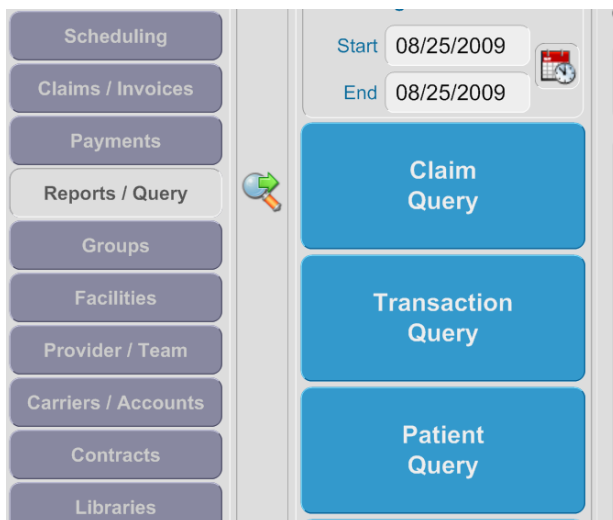 Scheduling
Claims / Invoices
Payments
Reports / Query
Groups
Facilities
Provider / Team
Carriers / Accounts
Contracts
Libraries
Start 08/25/2009
End 08/25/2009
Claim
Query
Transaction
Query
Patient
Query